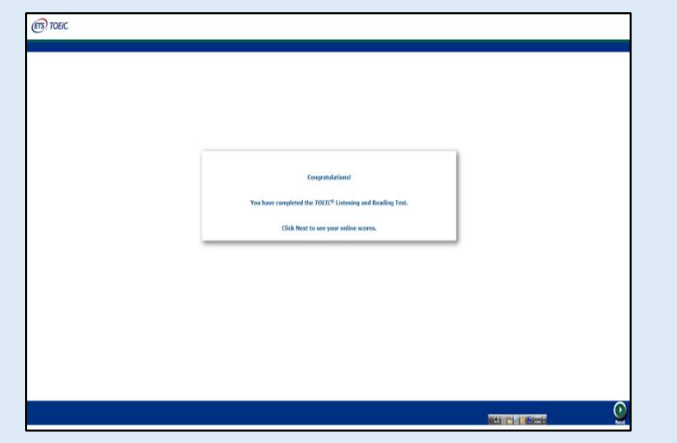 ETS TOEIC
Congratulations!
You have completed the TOEIC® Listening and Reading Test.
Click Next to see your online scores.
Next